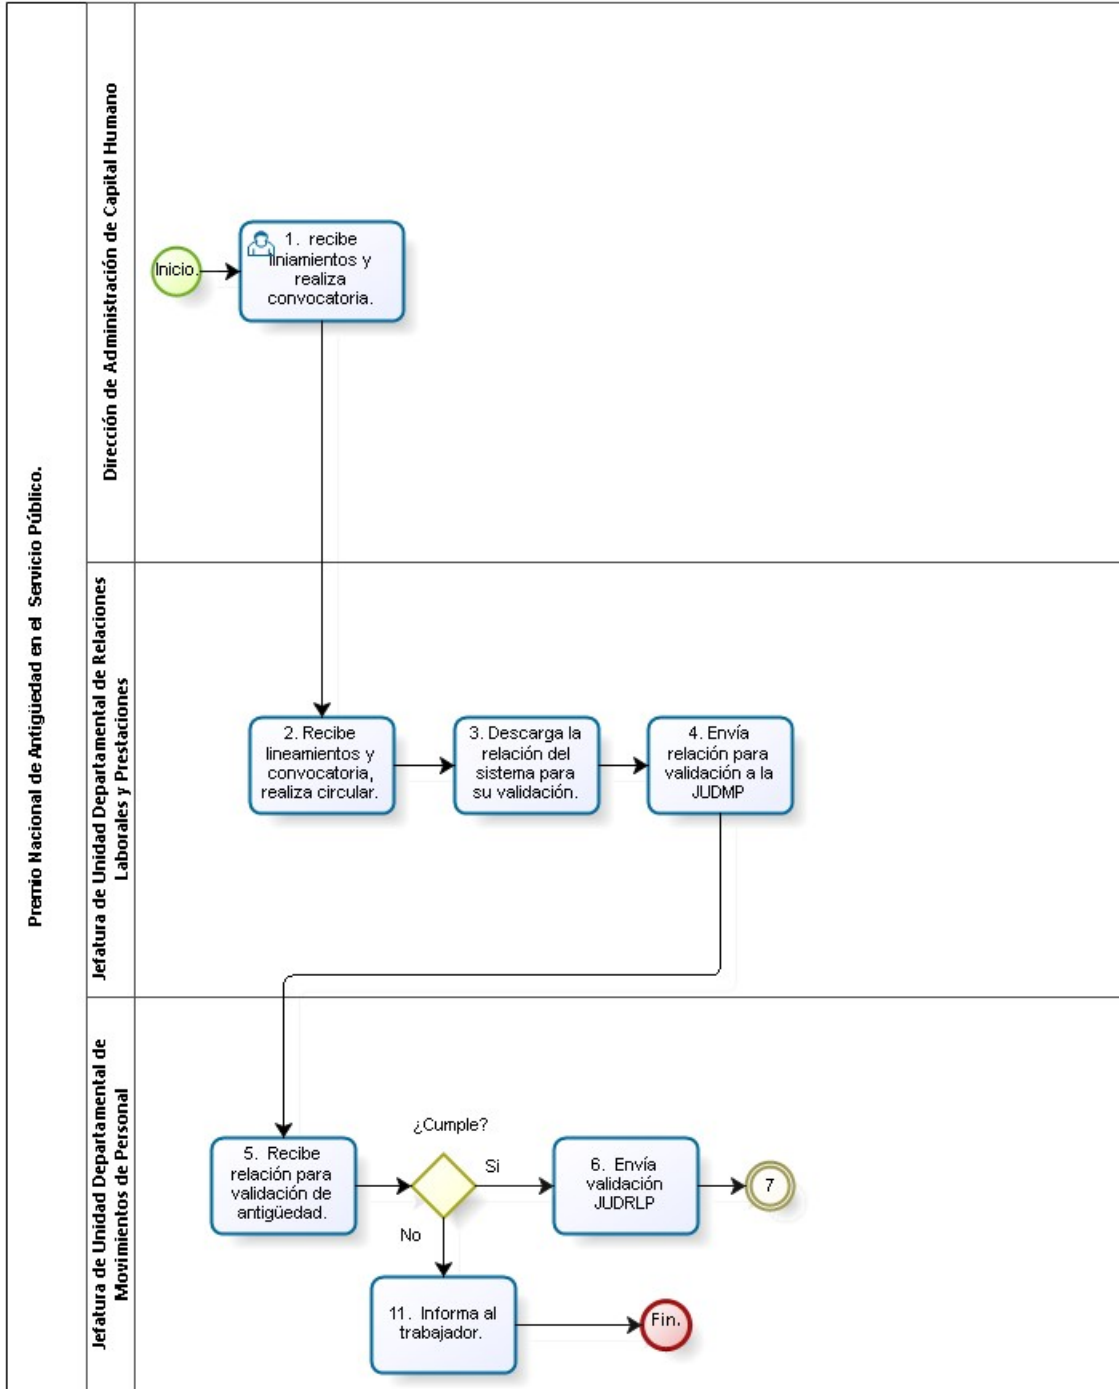 Premio Nacional de Antigüedad en el Servicio Público.
Dirección de Administración de Capital Humano
Inicio.
1. recibe
liniamientos y
realiza
convocatoria.
Jefatura de Unidad Departamental de Relaciones
Laborales y Prestaciones
2. Recibe
lineamientos y
convocatoria,
realiza circular.
3. Descarga la
relación del
sistema para
su validación.
4. Envía
relación para
validación a la
JUDMP
Jefatura de Unidad Departamental de
Movimientos de Personal
5. Recibe
relación para
validación de
antigüedad.
¿Cumple?
Si
No
6. Envía
validación
JUDRLP
7
11. Informa al
trabajador.
Fin.